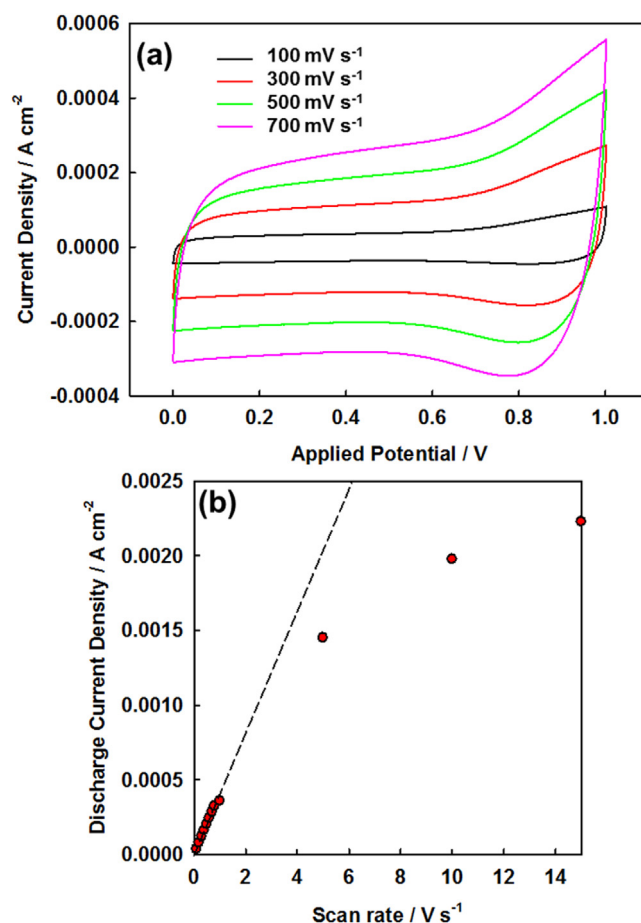 (a)
100 mV s⁻¹
300 mV s⁻¹
500 mV s⁻¹
700 mV s⁻¹
Current Density / A cm⁻²
0.0006
0.0004
0.0002
0.0000
-0.0002
-0.0004
0.0 0.2 0.4 0.6 0.8 1.0
Applied Potential / V
(b)
Discharge Current Density / A cm⁻²
0.0025
0.0020
0.0015
0.0010
0.0005
0.0000
0 2 4 6 8 10 12 14
Scan rate / V s⁻¹